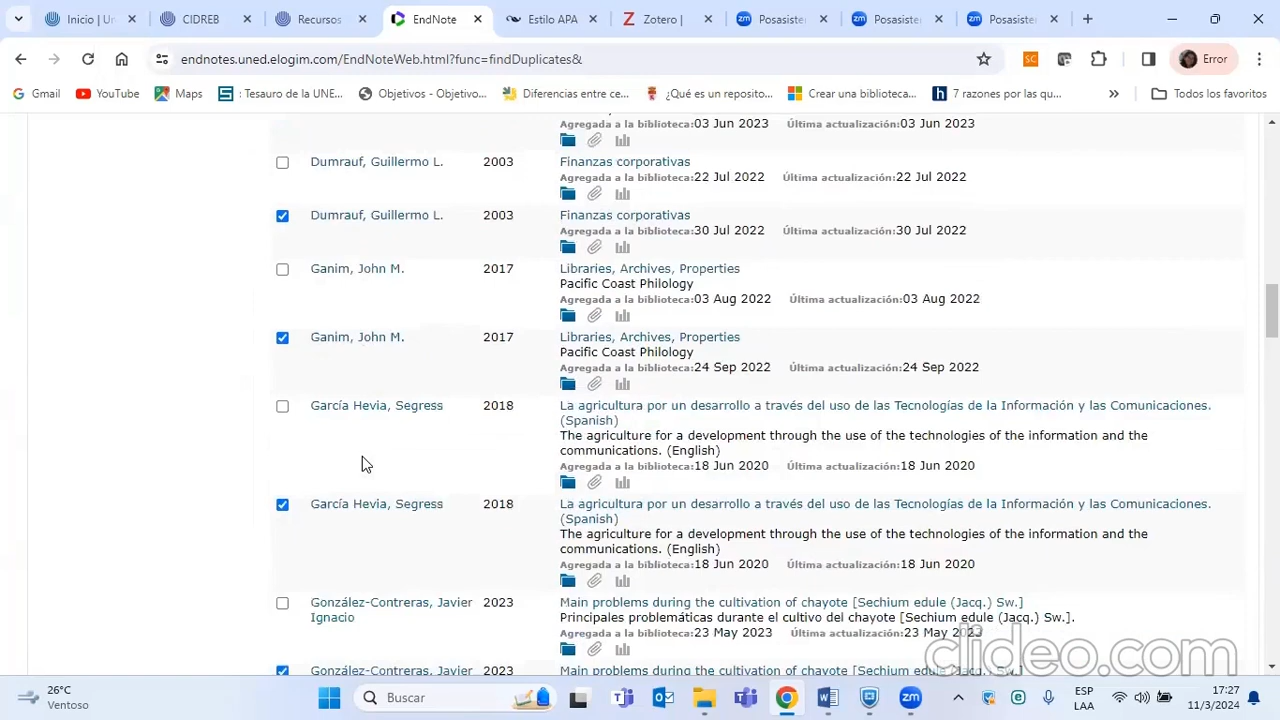 Inicio | U
CIDREB
Recursos
EndNote
Estilo APA
Zotero |
Posasiste
Posasiste
Posasiste
endnotes.uned.elogim.com/EndNoteWeb.html?func=findDuplicates&
SC
Error
Gmail
YouTube
Maps
: Tesauro de la UNE...
Objetivos - Objetivo...
Diferencias entre ce...
¿Qué es un reposito...
Crear una biblioteca...
7 razones por las qu...
»
Todos los favoritos
Agregada a la biblioteca:03 Jun 2023 Última actualización:03 Jun 2023
Dumrauf, Guillermo L. 2003 Finanzas corporativas
Agregada a la biblioteca:22 Jul 2022 Última actualización:22 Jul 2022
Dumrauf, Guillermo L. 2003 Finanzas corporativas
Agregada a la biblioteca:30 Jul 2022 Última actualización:30 Jul 2022
Ganim, John M. 2017 Libraries, Archives, Properties
Pacific Coast Philology
Agregada a la biblioteca:03 Aug 2022 Última actualización:03 Aug 2022
Ganim, John M. 2017 Libraries, Archives, Properties
Pacific Coast Philology
Agregada a la biblioteca:24 Sep 2022 Última actualización:24 Sep 2022
García Hevia, Segress 2018 La agricultura por un desarrollo a través del uso de las Tecnologías de la Información y las Comunicaciones.
(Spanish)
The agriculture for a development through the use of the technologies of the information and the
communications. (English)
Agregada a la biblioteca:18 Jun 2020 Última actualización:18 Jun 2020
García Hevia, Segress 2018 La agricultura por un desarrollo a través del uso de las Tecnologías de la Información y las Comunicaciones.
(Spanish)
The agriculture for a development through the use of the technologies of the information and the
communications. (English)
Agregada a la biblioteca:18 Jun 2020 Última actualización:18 Jun 2020
González-Contreras, Javier 2023 Main problems during the cultivation of chayote [Sechium edule (Jacq.) Sw.]
Ignacio Principales problemáticas durante el cultivo del chayote [Sechium edule (Jacq.) Sw.].
Agregada a la biblioteca:23 May 2023 Última actualización:23 May 2023
González-Contreras, Javier 2023 Main problems during the cultivation of chayote [Sechium edule (Jacq.) Sw.]
clideo.com
26°C
Ventoso
Buscar
ESP
LAA
17:27
11/3/2024